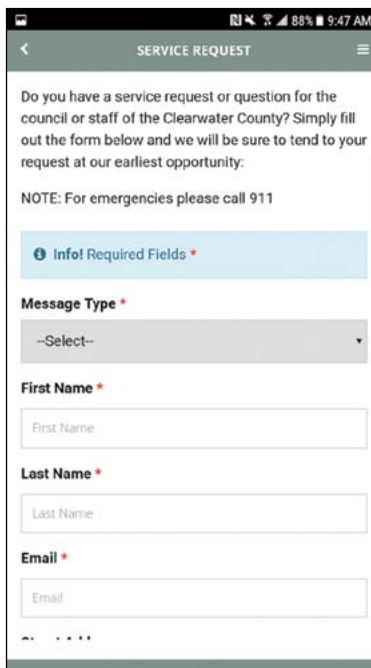 88% 9:47 AM
SERVICE REQUEST
Do you have a service request or question for the
council or staff of the Clearwater County? Simply fill
out the form below and we will be sure to tend to your
request at our earliest opportunity:
NOTE: For emergencies please call 911
Info! Required Fields *
Message Type *
--Select--
First Name *
First Name
Last Name *
Last Name
Email *
Email